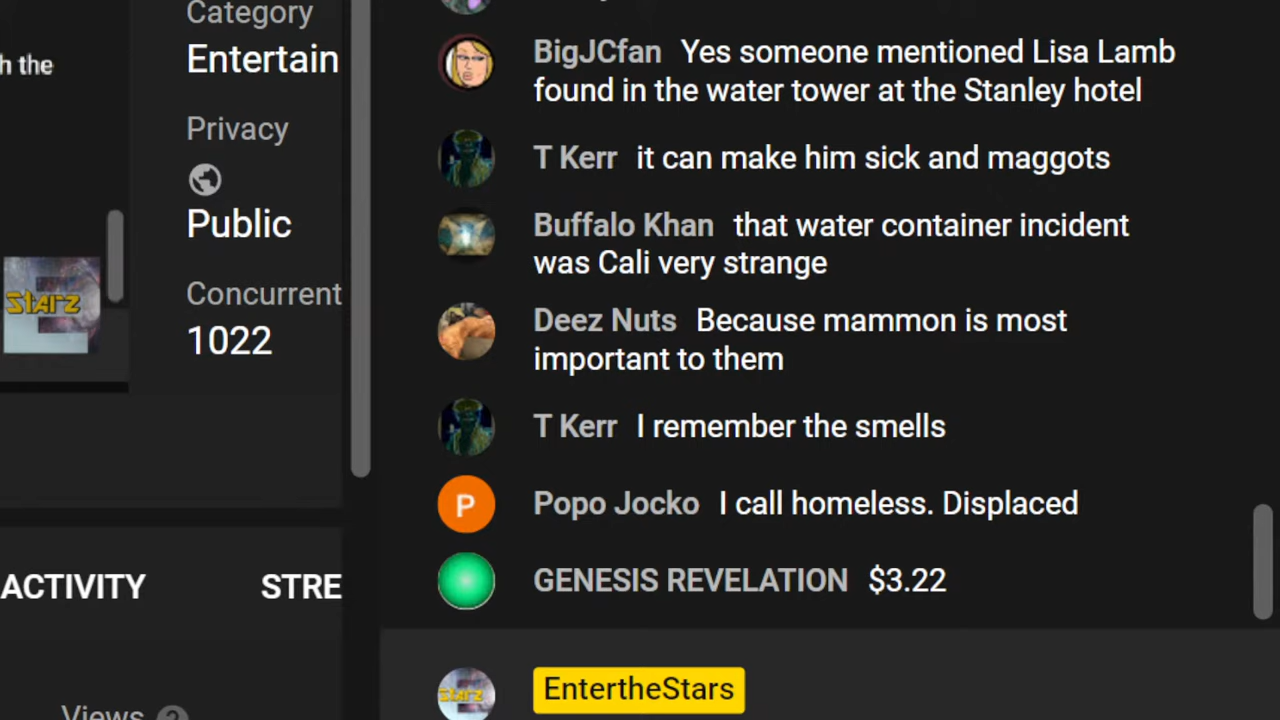 h the
Category
Entertain
Privacy
Public
Starz
Concurrent
1022
ACTIVITY
STRE
Views
BigJCfan Yes someone mentioned Lisa Lamb
found in the water tower at the Stanley hotel
T Kerr it can make him sick and maggots
Buffalo Khan that water container incident
was Cali very strange
Deez Nuts Because mammon is most
important to them
T Kerr I remember the smells
P
Popo Jocko I call homeless. Displaced
GENESIS REVELATION $3.22
Starz
EntertheStars